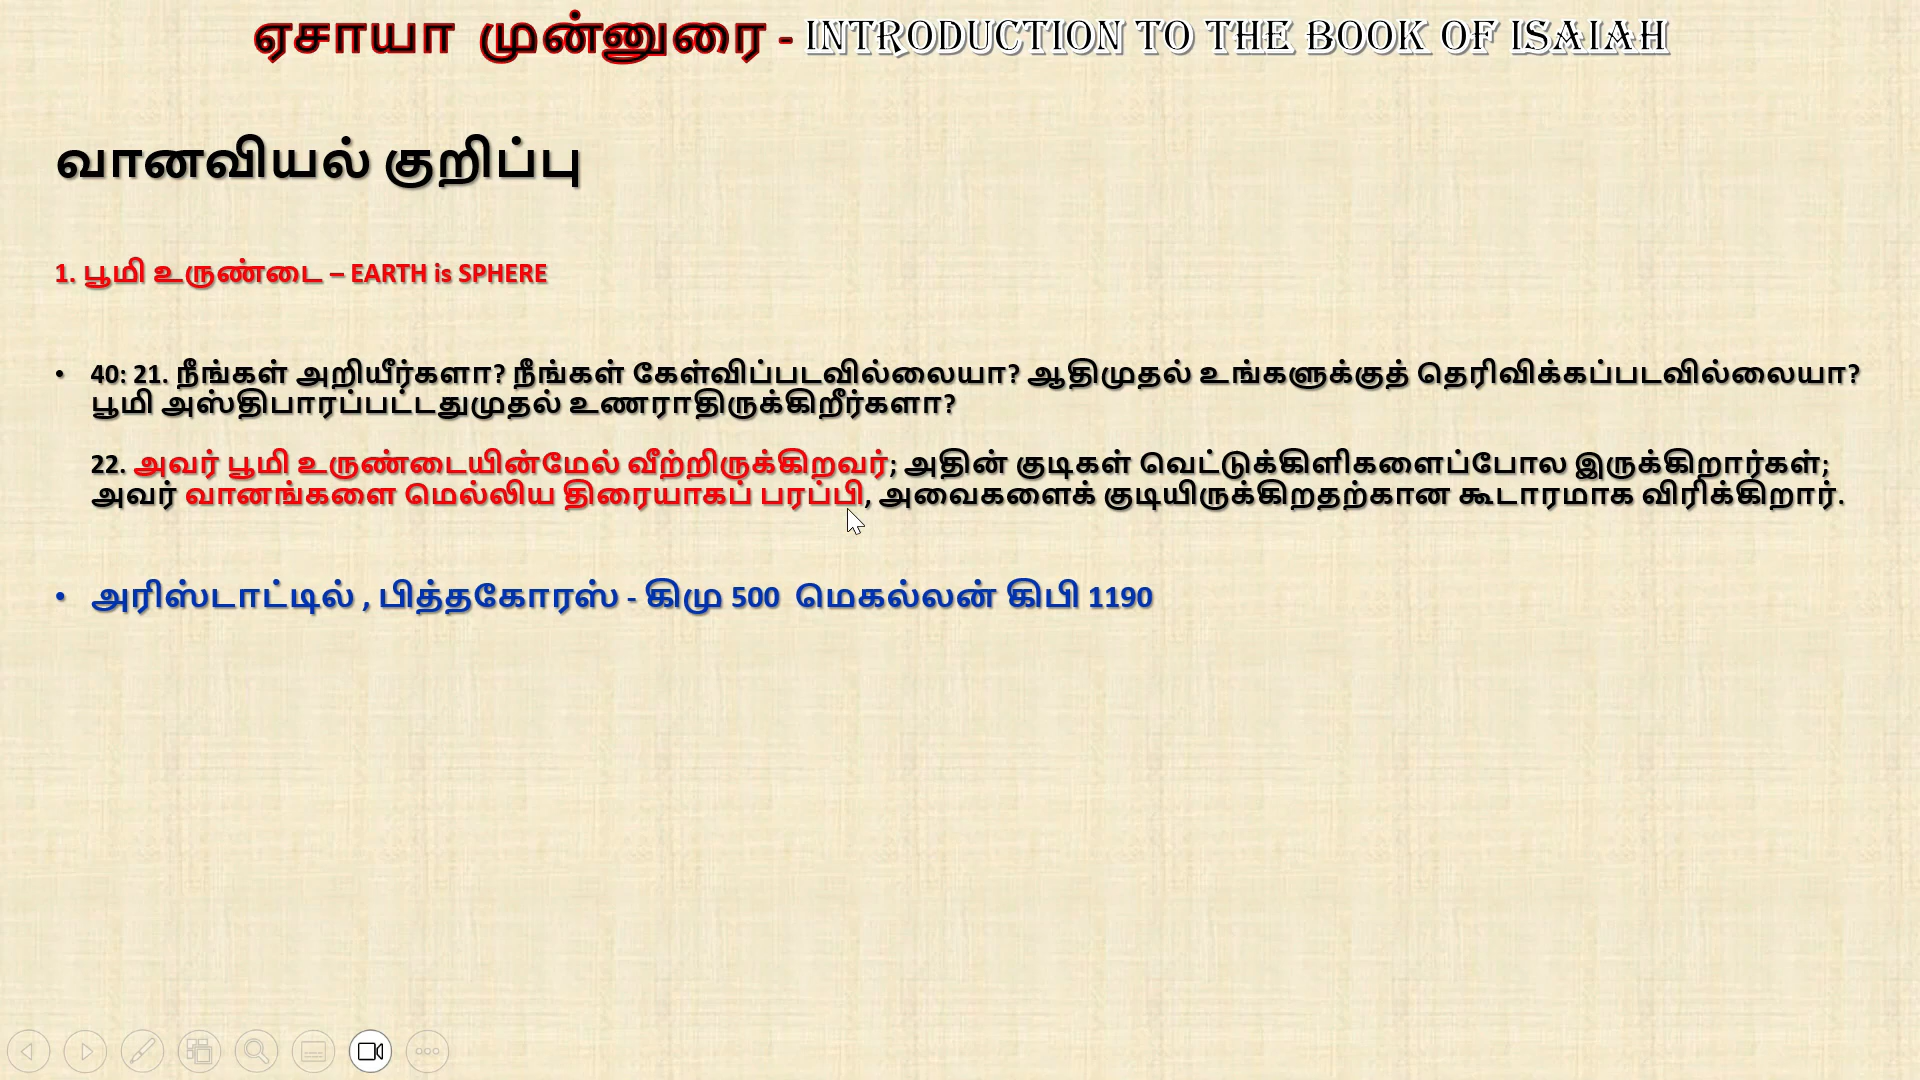 ஏசாயா முன்னுரை - INTRODUCTION TO THE BOOK OF ISAIAH
வானவியல் குறிப்பு
1. பூமி உருண்டை – EARTH is SPHERE
• 40: 21. நீங்கள் அறியீர்களா? நீங்கள் கேள்விப்படவில்லையா? ஆதிமுதல் உங்களுக்குத் தெரிவிக்கப்படவில்லையா?
பூமி அஸ்திபாரப்பட்டதுமுதல் உணராதிருக்கிறீர்களா?
22. அவர் பூமி உருண்டையின்மேல் வீற்றிருக்கிறவர்; அதின் குடிகள் வெட்டுக்கிளிகளைப்போல இருக்கிறார்கள்;
அவர் வானங்களை மெல்லிய திரையாகப் பரப்பி, அவைகளைக் குடியிருக்கிறதற்கான கூடாரமாக விரிக்கிறார்.
• அரிஸ்டாட்டில் , பித்தகோரஸ் - கிமு 500 மெகல்லன் கிபி 1190